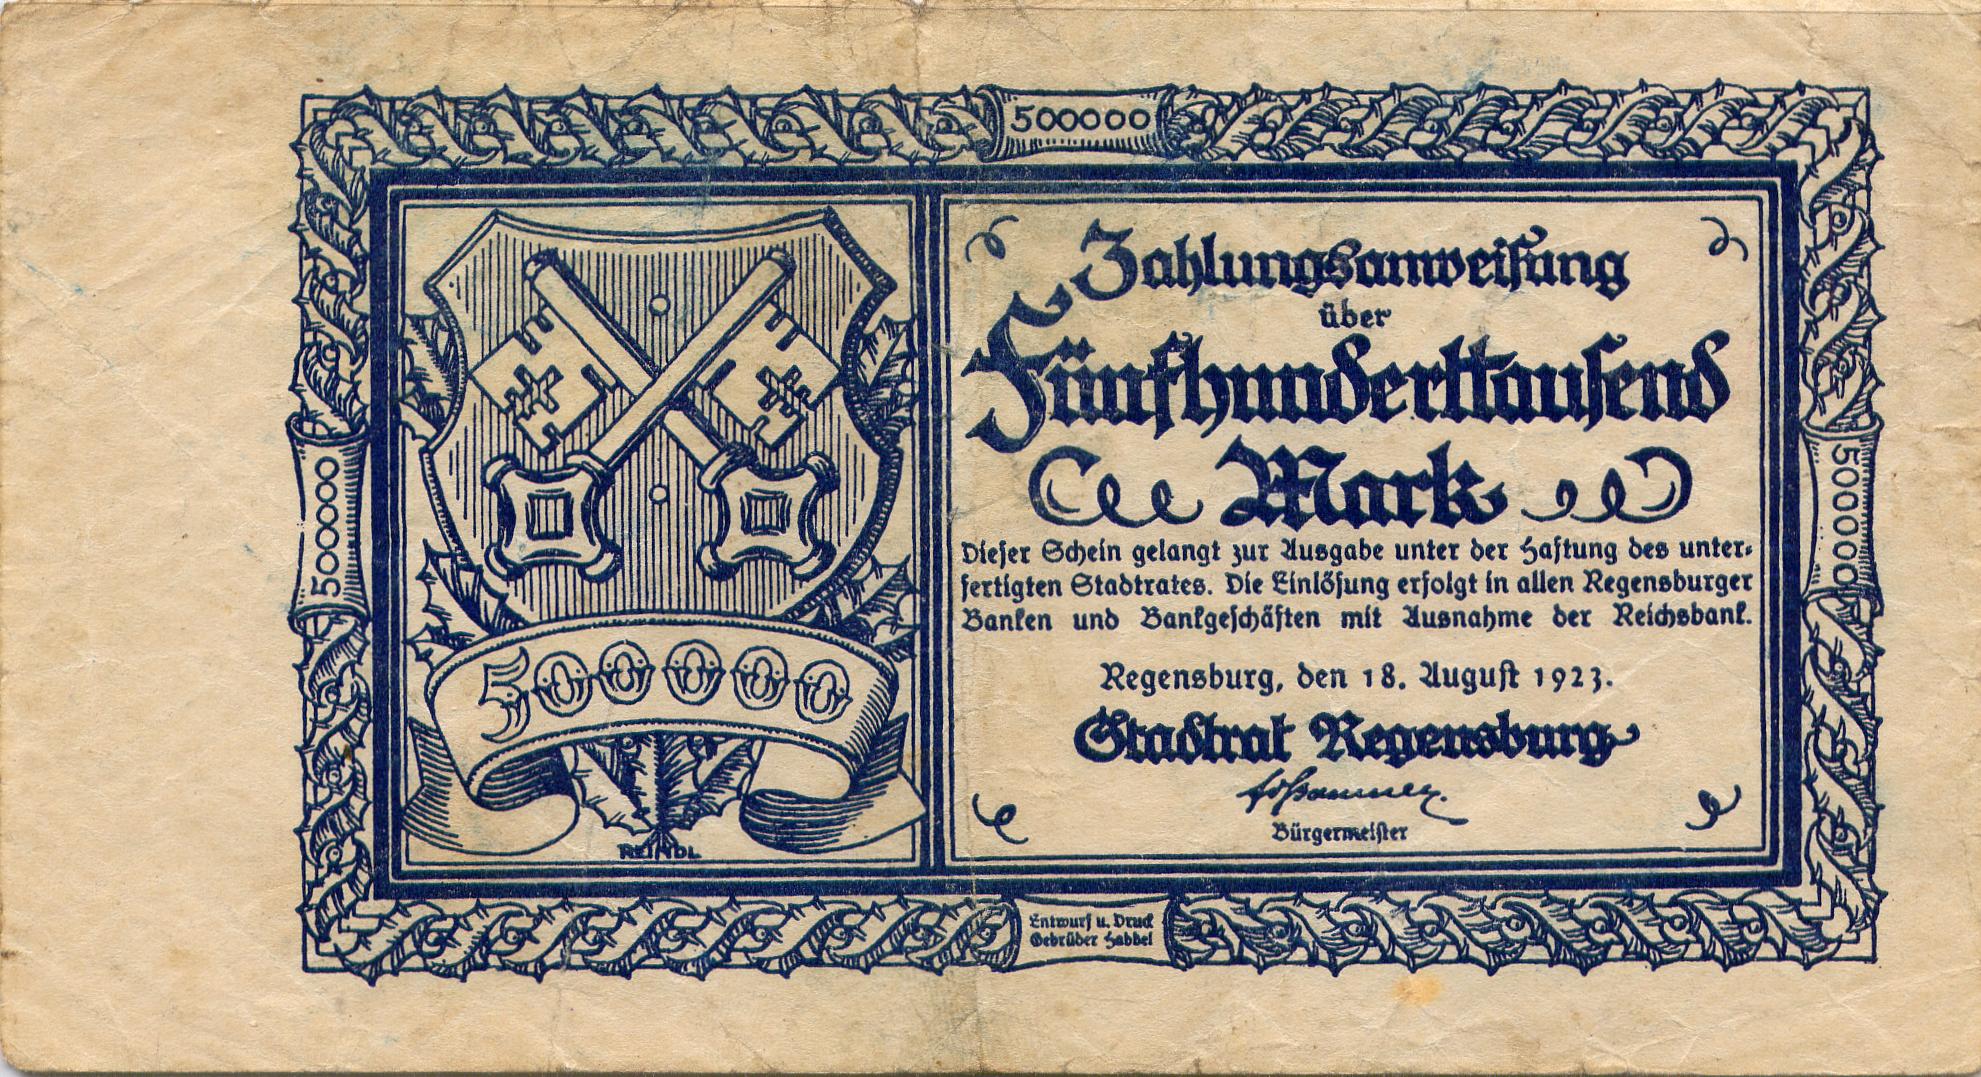 500000
Zahlungsanweisung
über
Fünfhunderttausend
Mark
Dieser Schein gelangt zur Ausgabe unter der Haftung des unter-
fertigten Stadtrates. Die Einlösung erfolgt in allen Regensburger
Banken und Bankgeschäften mit Ausnahme der Reichsbank.
Regensburg, den 18. August 1923.
Stadtrat Regensburg
Bürgermeister
500000
500000
500000
REINDL
Entwurf u. Druck
Gebrüder Habbel